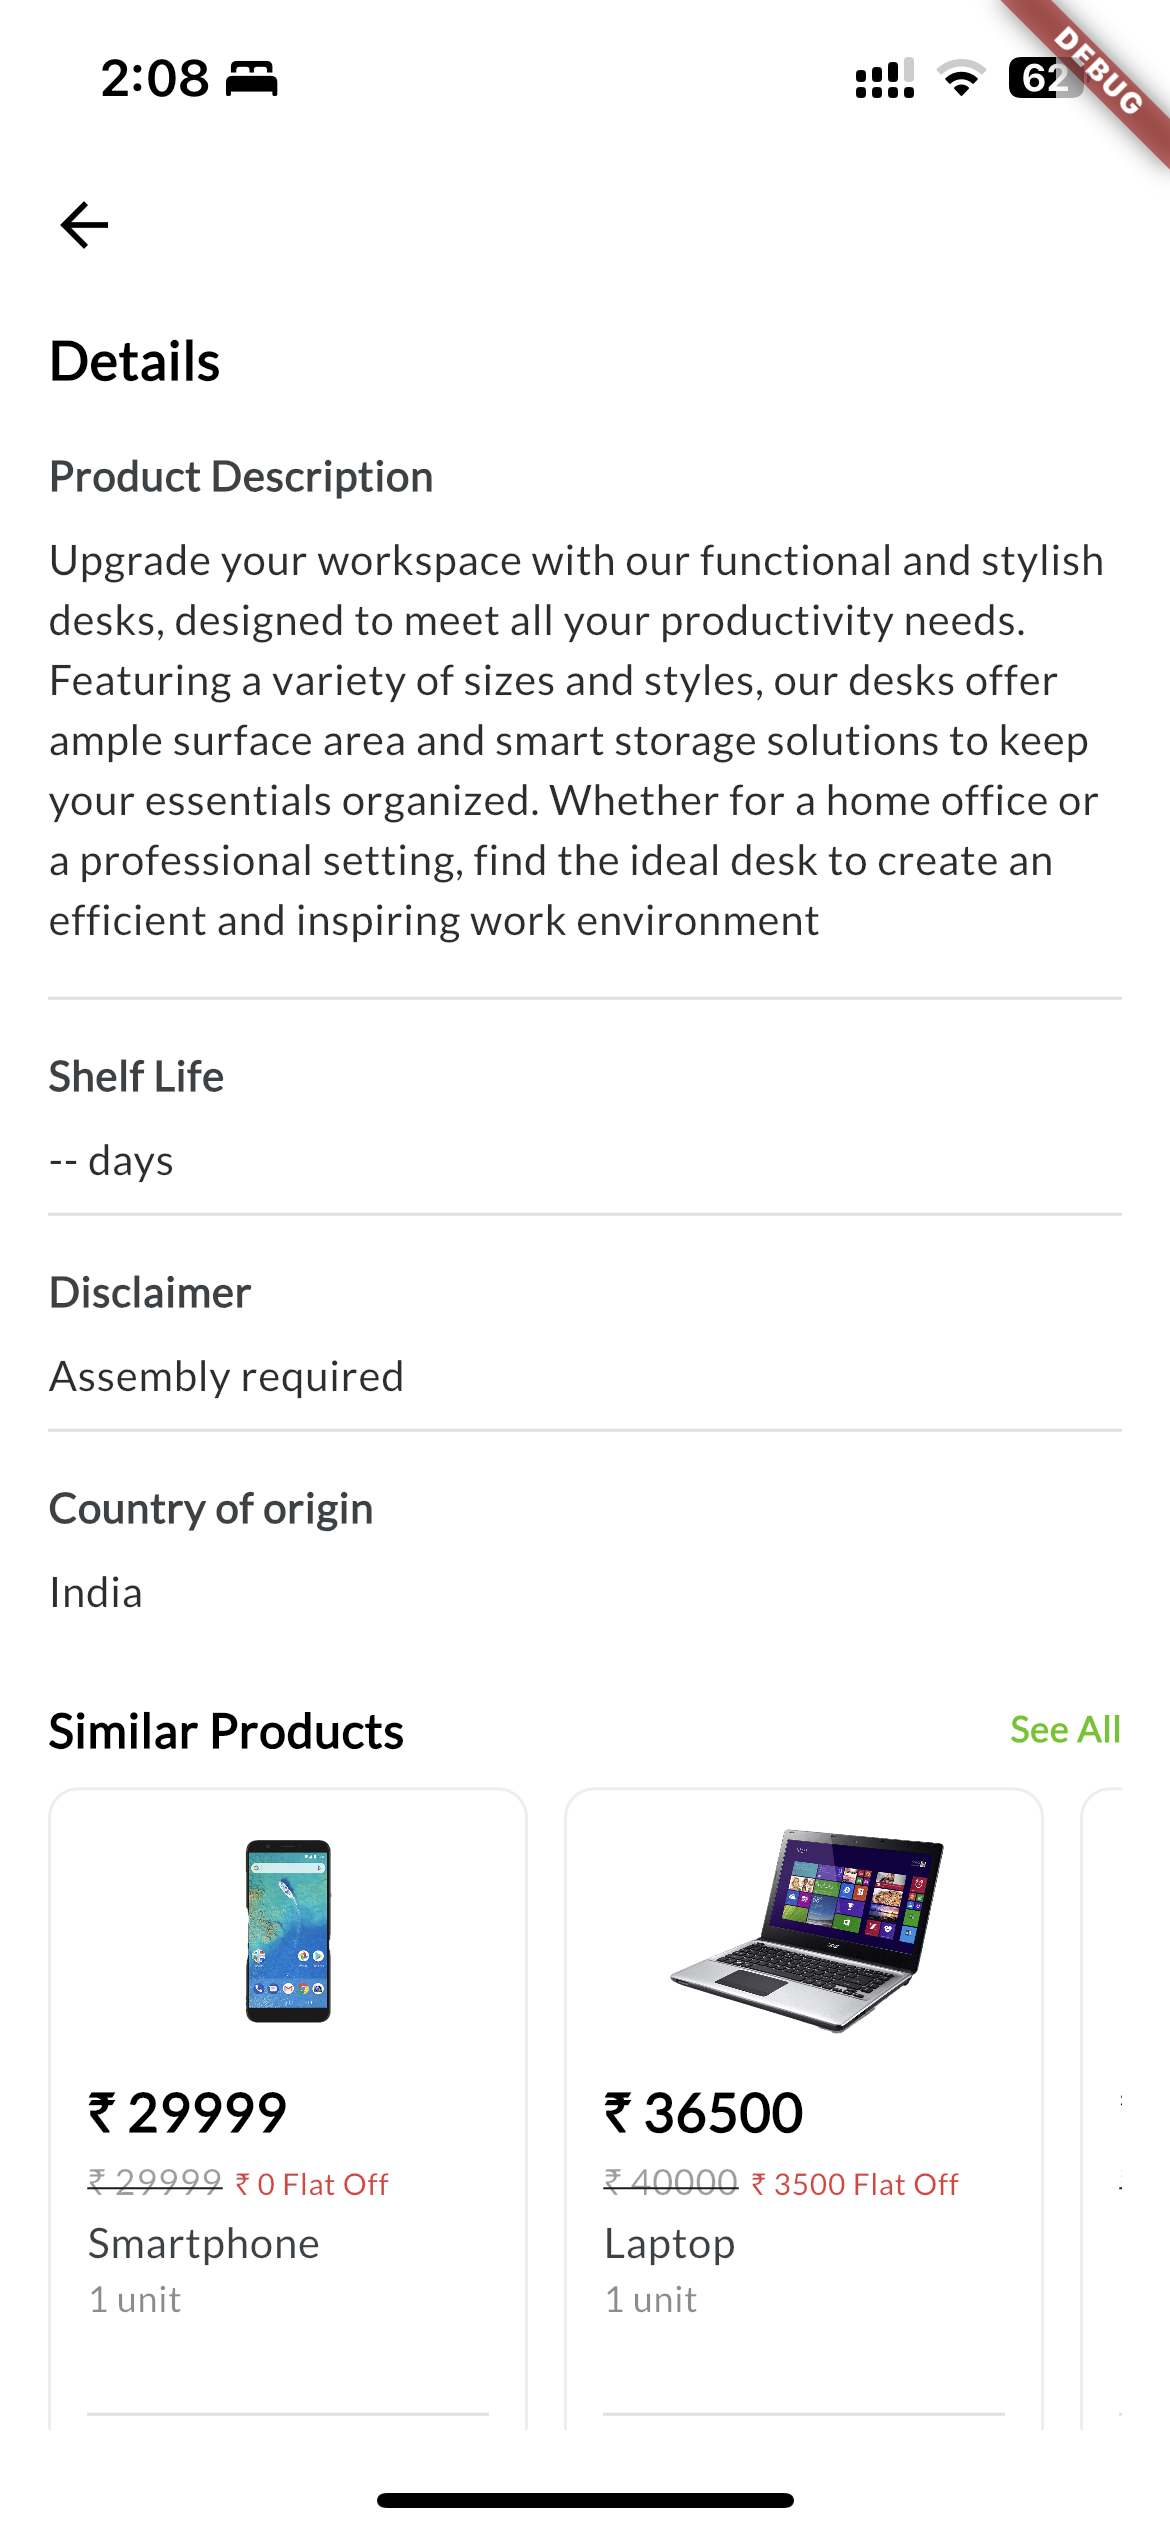 2:08
62
DEBUG
Details
Product Description
Upgrade your workspace with our functional and stylish
desks, designed to meet all your productivity needs.
Featuring a variety of sizes and styles, our desks offer
ample surface area and smart storage solutions to keep
your essentials organized. Whether for a home office or
a professional setting, find the ideal desk to create an
efficient and inspiring work environment
Shelf Life
-- days
Disclaimer
Assembly required
Country of origin
India
Similar Products
See All
₹ 29999
₹ 29999 ₹ 0 Flat Off
Smartphone
1 unit
₹ 36500
₹ 40000 ₹ 3500 Flat Off
Laptop
1 unit